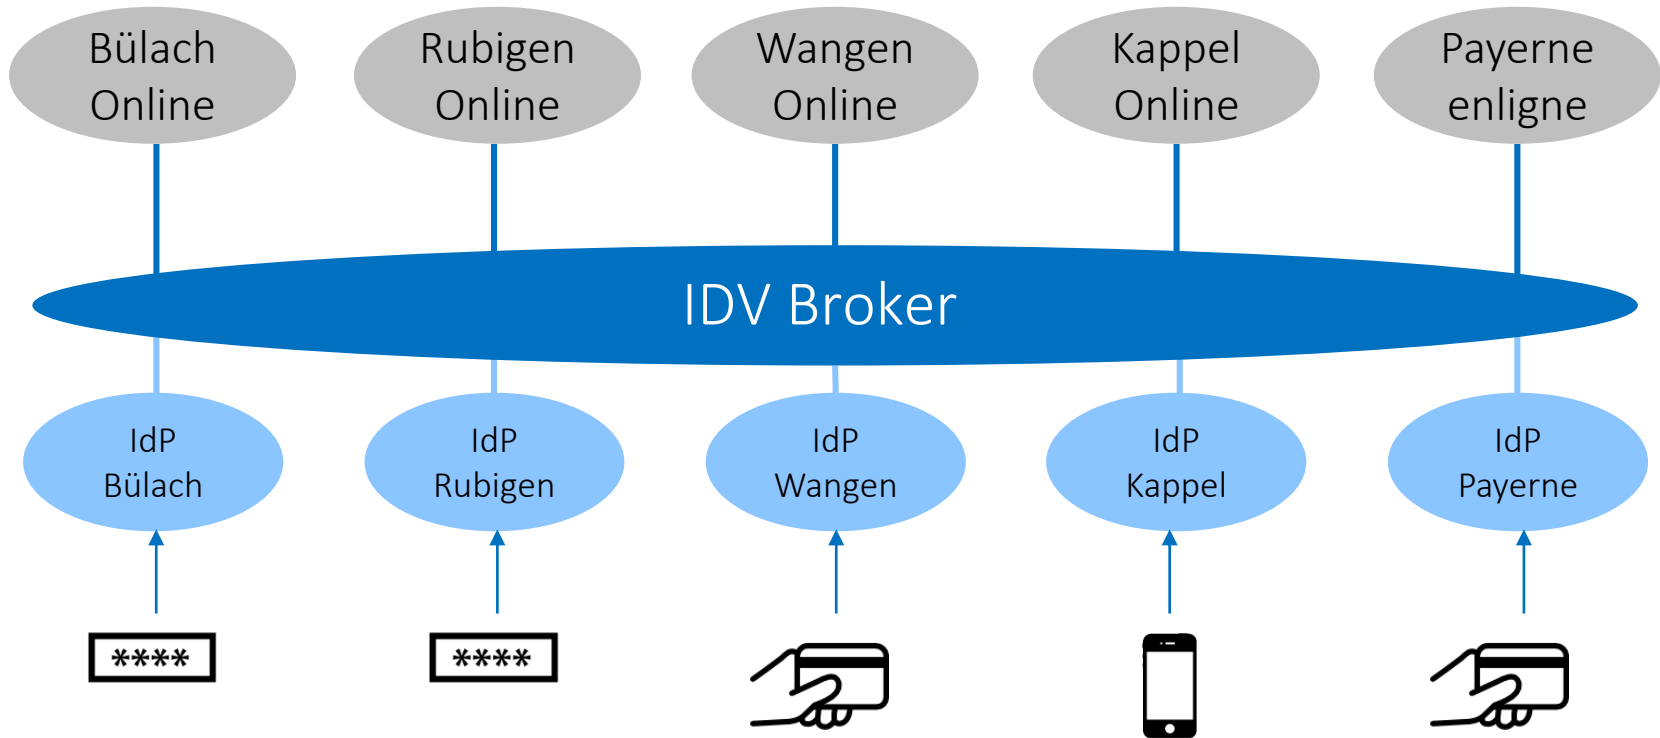 Bülach
Online
Rubigen
Online
Wangen
Online
Kappel
Online
Payerne
enligne
IDV Broker
IdP
Bülach
IdP
Rubigen
IdP
Wangen
IdP
Kappel
IdP
Payerne
****
****